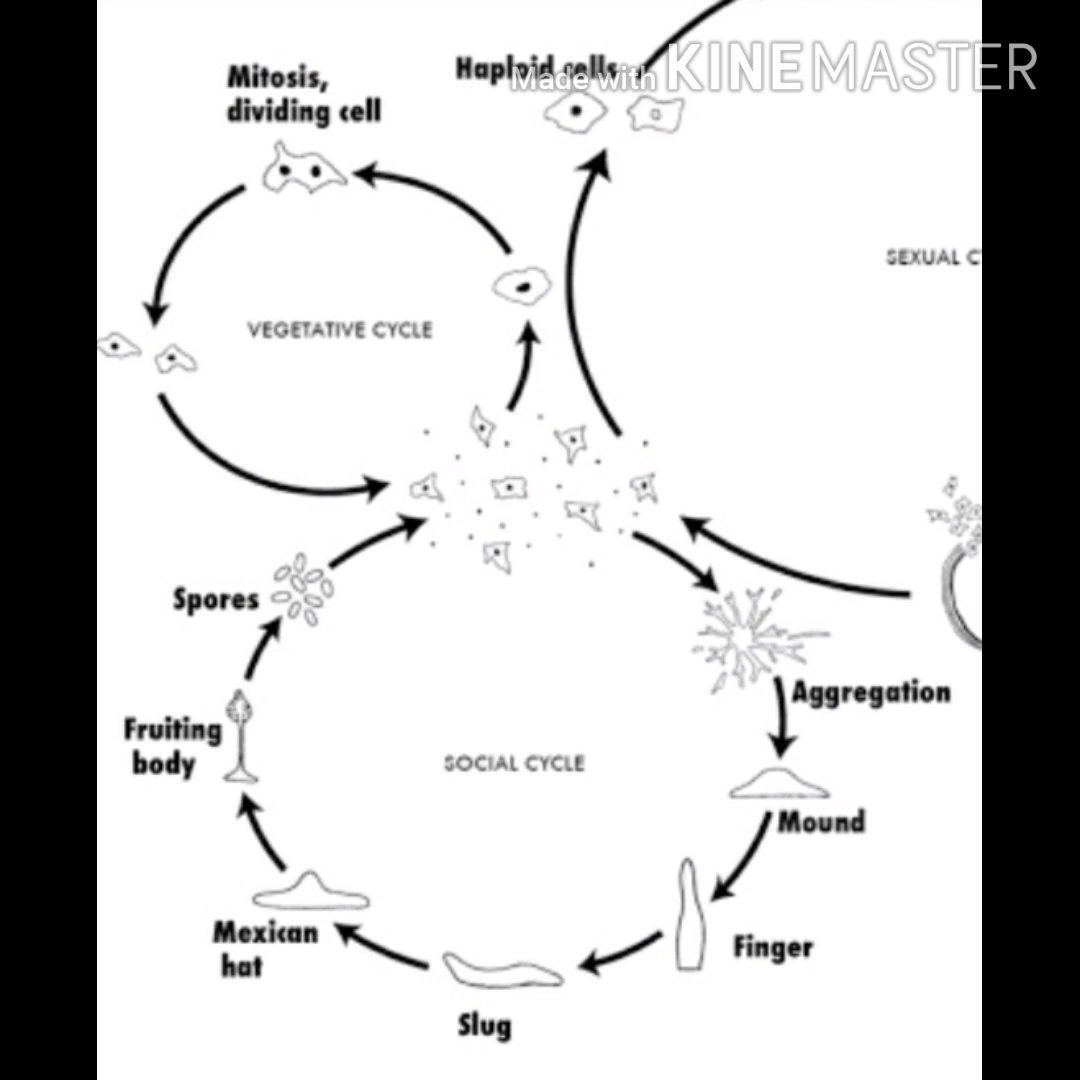 Mitosis,
dividing cell
Haploid cells
Made with KINEMASTER
SEXUAL C
VEGETATIVE CYCLE
Spores
Aggregation
Fruiting
body
SOCIAL CYCLE
Mound
Mexican
hat
Finger
Slug